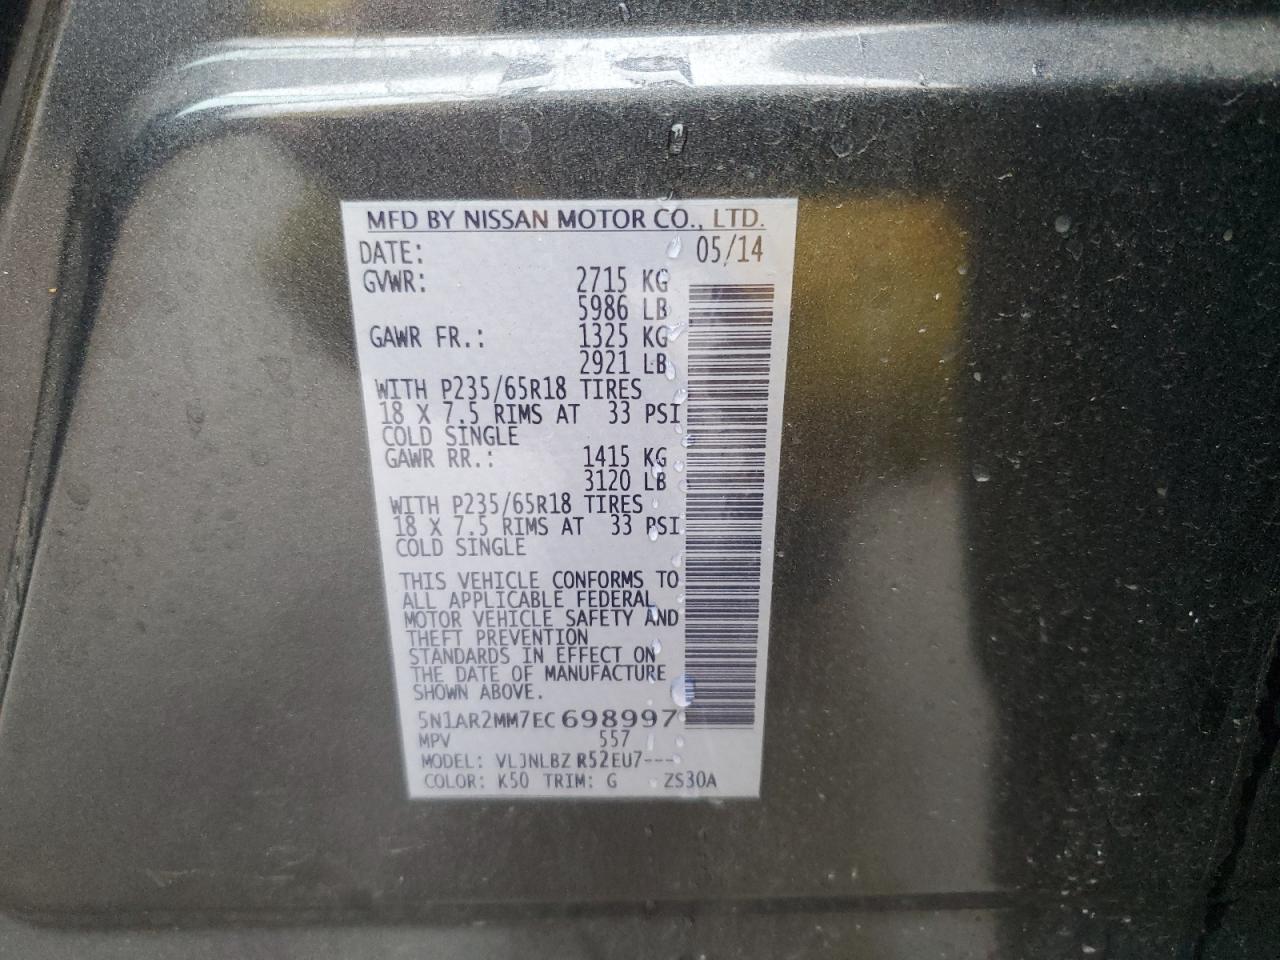 MFD BY NISSAN MOTOR CO., LTD.
DATE: 05/14
GVWR: 2715 KG
5986 LB
GAWR FR.: 1325 KG
2921 LB
WITH P235/65R18 TIRES
18 X 7.5 RIMS AT 33 PSI
COLD SINGLE
GAWR RR.: 1415 KG
3120 LB
WITH P235/65R18 TIRES
18 X 7.5 RIMS AT 33 PSI
COLD SINGLE
THIS VEHICLE CONFORMS TO
ALL APPLICABLE FEDERAL
MOTOR VEHICLE SAFETY AND
THEFT PREVENTION
STANDARDS IN EFFECT ON
THE DATE OF MANUFACTURE
SHOWN ABOVE.
5N1AR2MM7EC698997
MPV 557
MODEL: VLJNLBZ R52EU7---
COLOR: K50 TRIM: G ZS30A